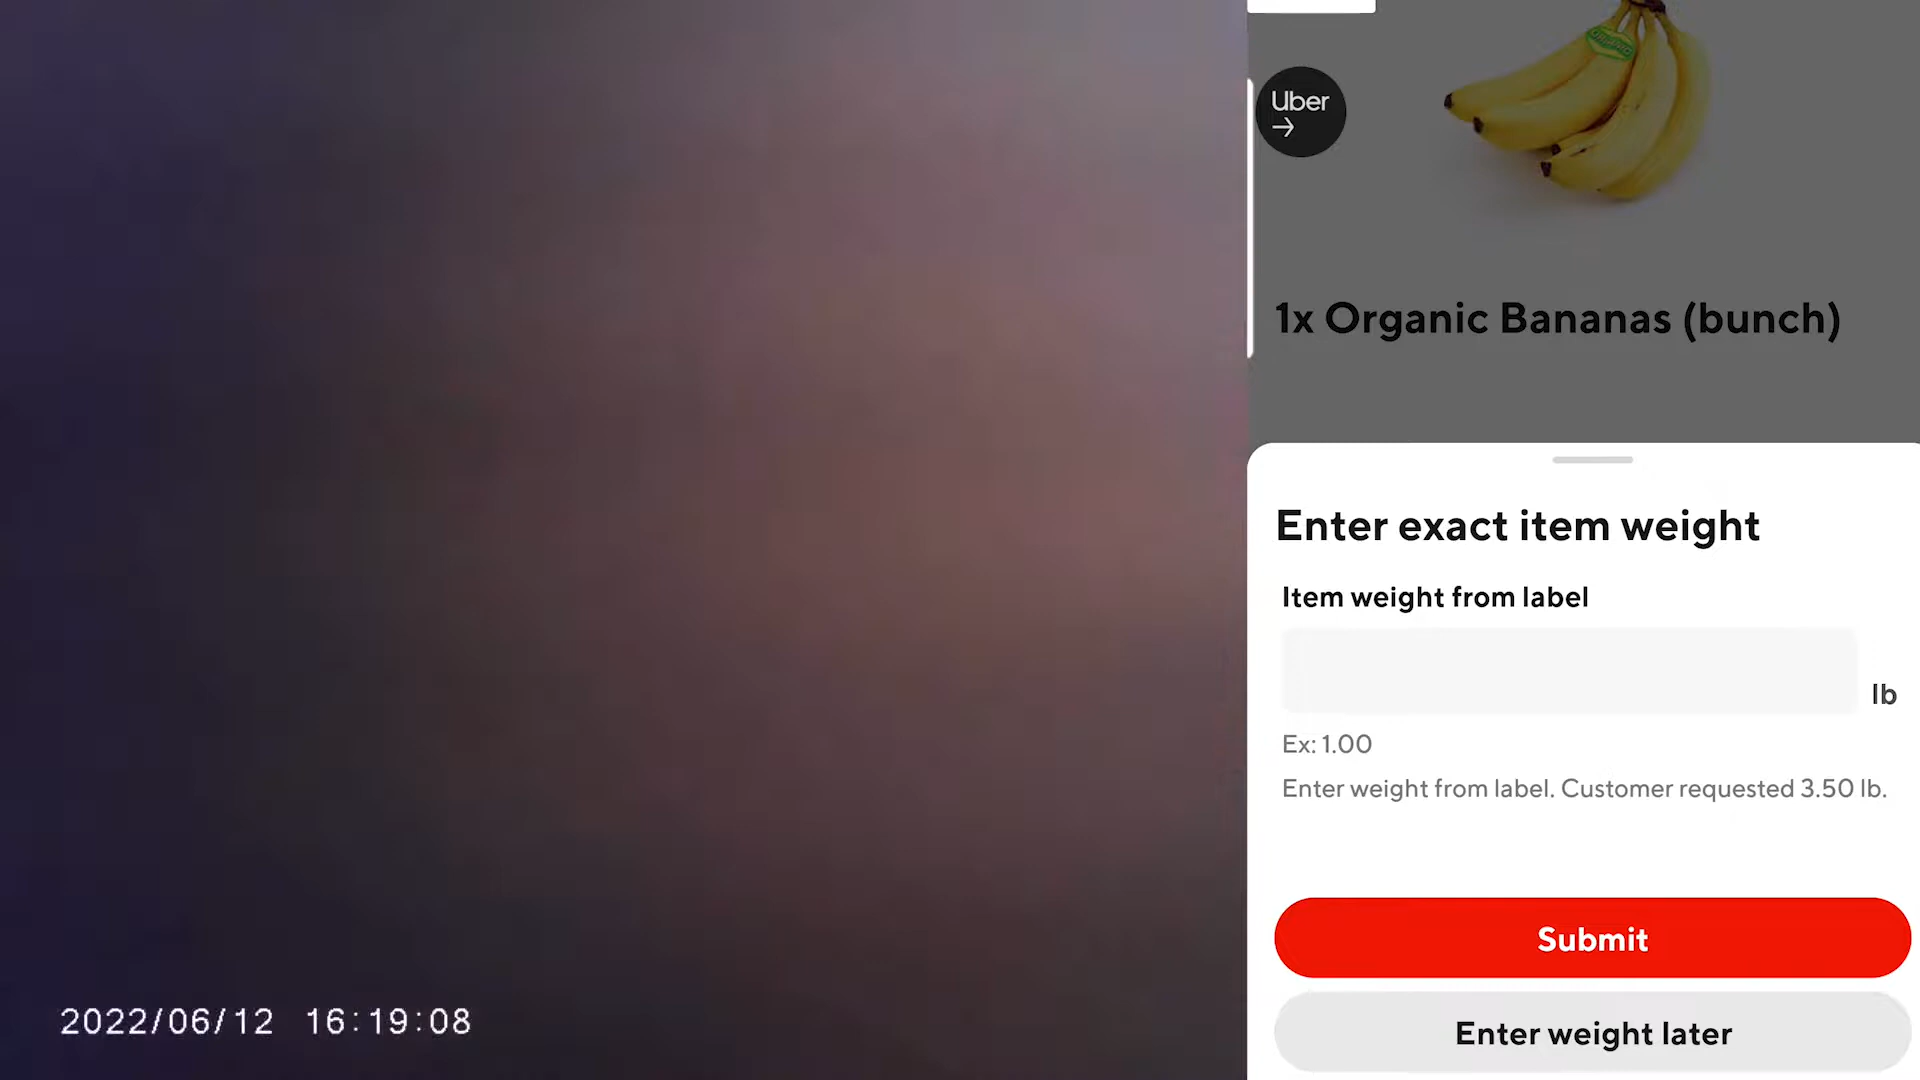 Uber
ORGANIC
1x Organic Bananas (bunch)
Enter exact item weight
Item weight from label
lb
Ex: 1.00
Enter weight from label. Customer requested 3.50 lb.
Submit
Enter weight later
2022/06/12 16:19:08